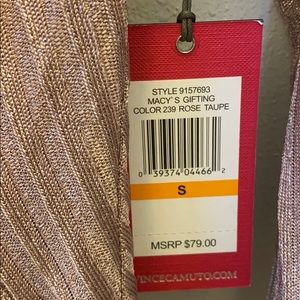 STYLE 9157693
MACY'S GIFTING
COLOR 239 ROSE TAUPE
0 39374 04466 2
S
MSRP $79.00
VINCECAMUTO.COM